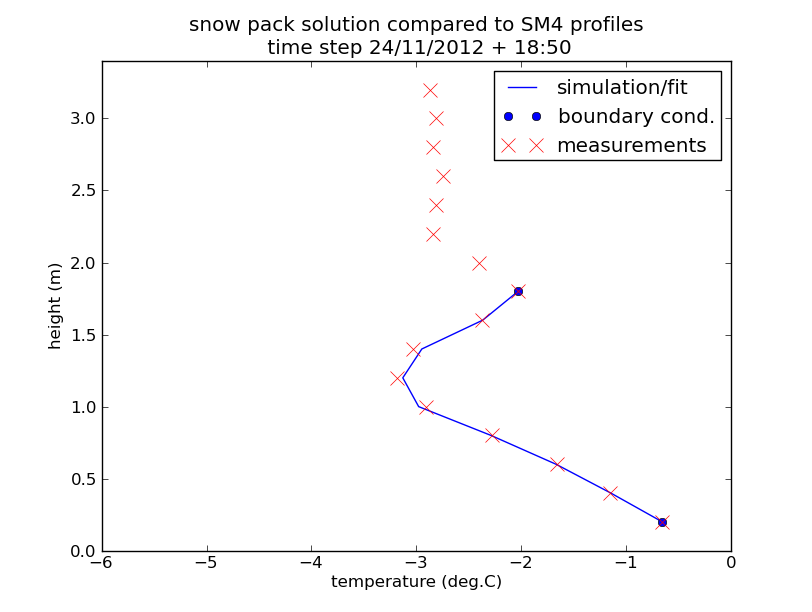 snow pack solution compared to SM4 profiles
time step 24/11/2012 + 18:50
simulation/fit
boundary cond.
measurements
3.0
2.5
2.0
1.5
1.0
0.5
0.0
height (m)
−6 −5 −4 −3 −2 −1 0
temperature (deg.C)